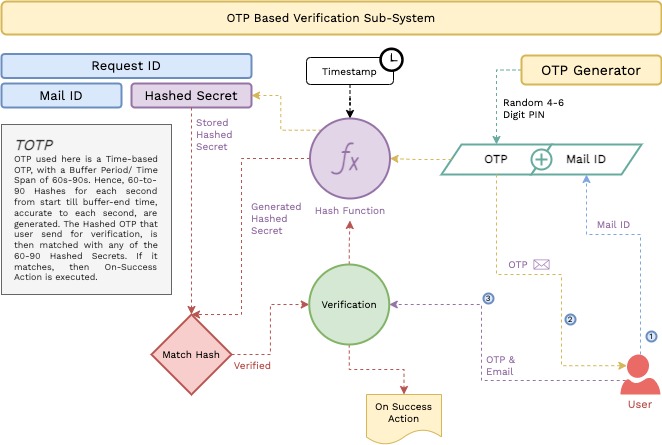 OTP Based Verification Sub-System
Request ID
Mail ID
Hashed Secret
Timestamp
OTP Generator
Random 4-6
Digit PIN
Stored
Hashed
Secret
TOTP
OTP used here is a Time-based
OTP, with a Buffer Period/ Time
Span of 60s-90s. Hence, 60-to-
90 Hashes for each second
from start till buffer-end time,
accurate to each second, are
generated. The Hashed OTP that
user send for verification, is
then matched with any of the
60-90 Hashed Secrets. If it
matches, then On-Success
Action is executed.
fx
Hash Function
OTP
Mail ID
Generated
Hashed
Secret
Mail ID
OTP
Verification
3
2
1
Match Hash
Verified
OTP &
Email
On Success
Action
User